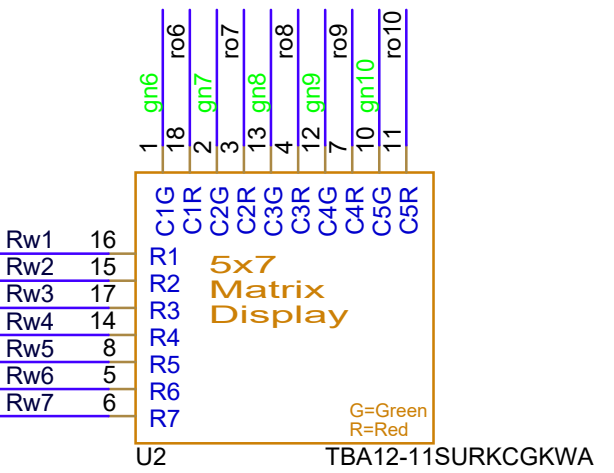 gn6 ro6 gn7 ro7 gn8 ro8 gn9 ro9 gn10 ro10
1 18 2 3 13 4 12 7 10 11
C1G C1R C2G C2R C3G C3R C4G C4R C5G C5R
Rw1 16 R1
Rw2 15 R2
Rw3 17 R3
Rw4 14 R4
Rw5 8 R5
Rw6 5 R6
Rw7 6 R7
5x7
Matrix
Display
G=Green
R=Red
U2 TBA12-11SURKCGKWA